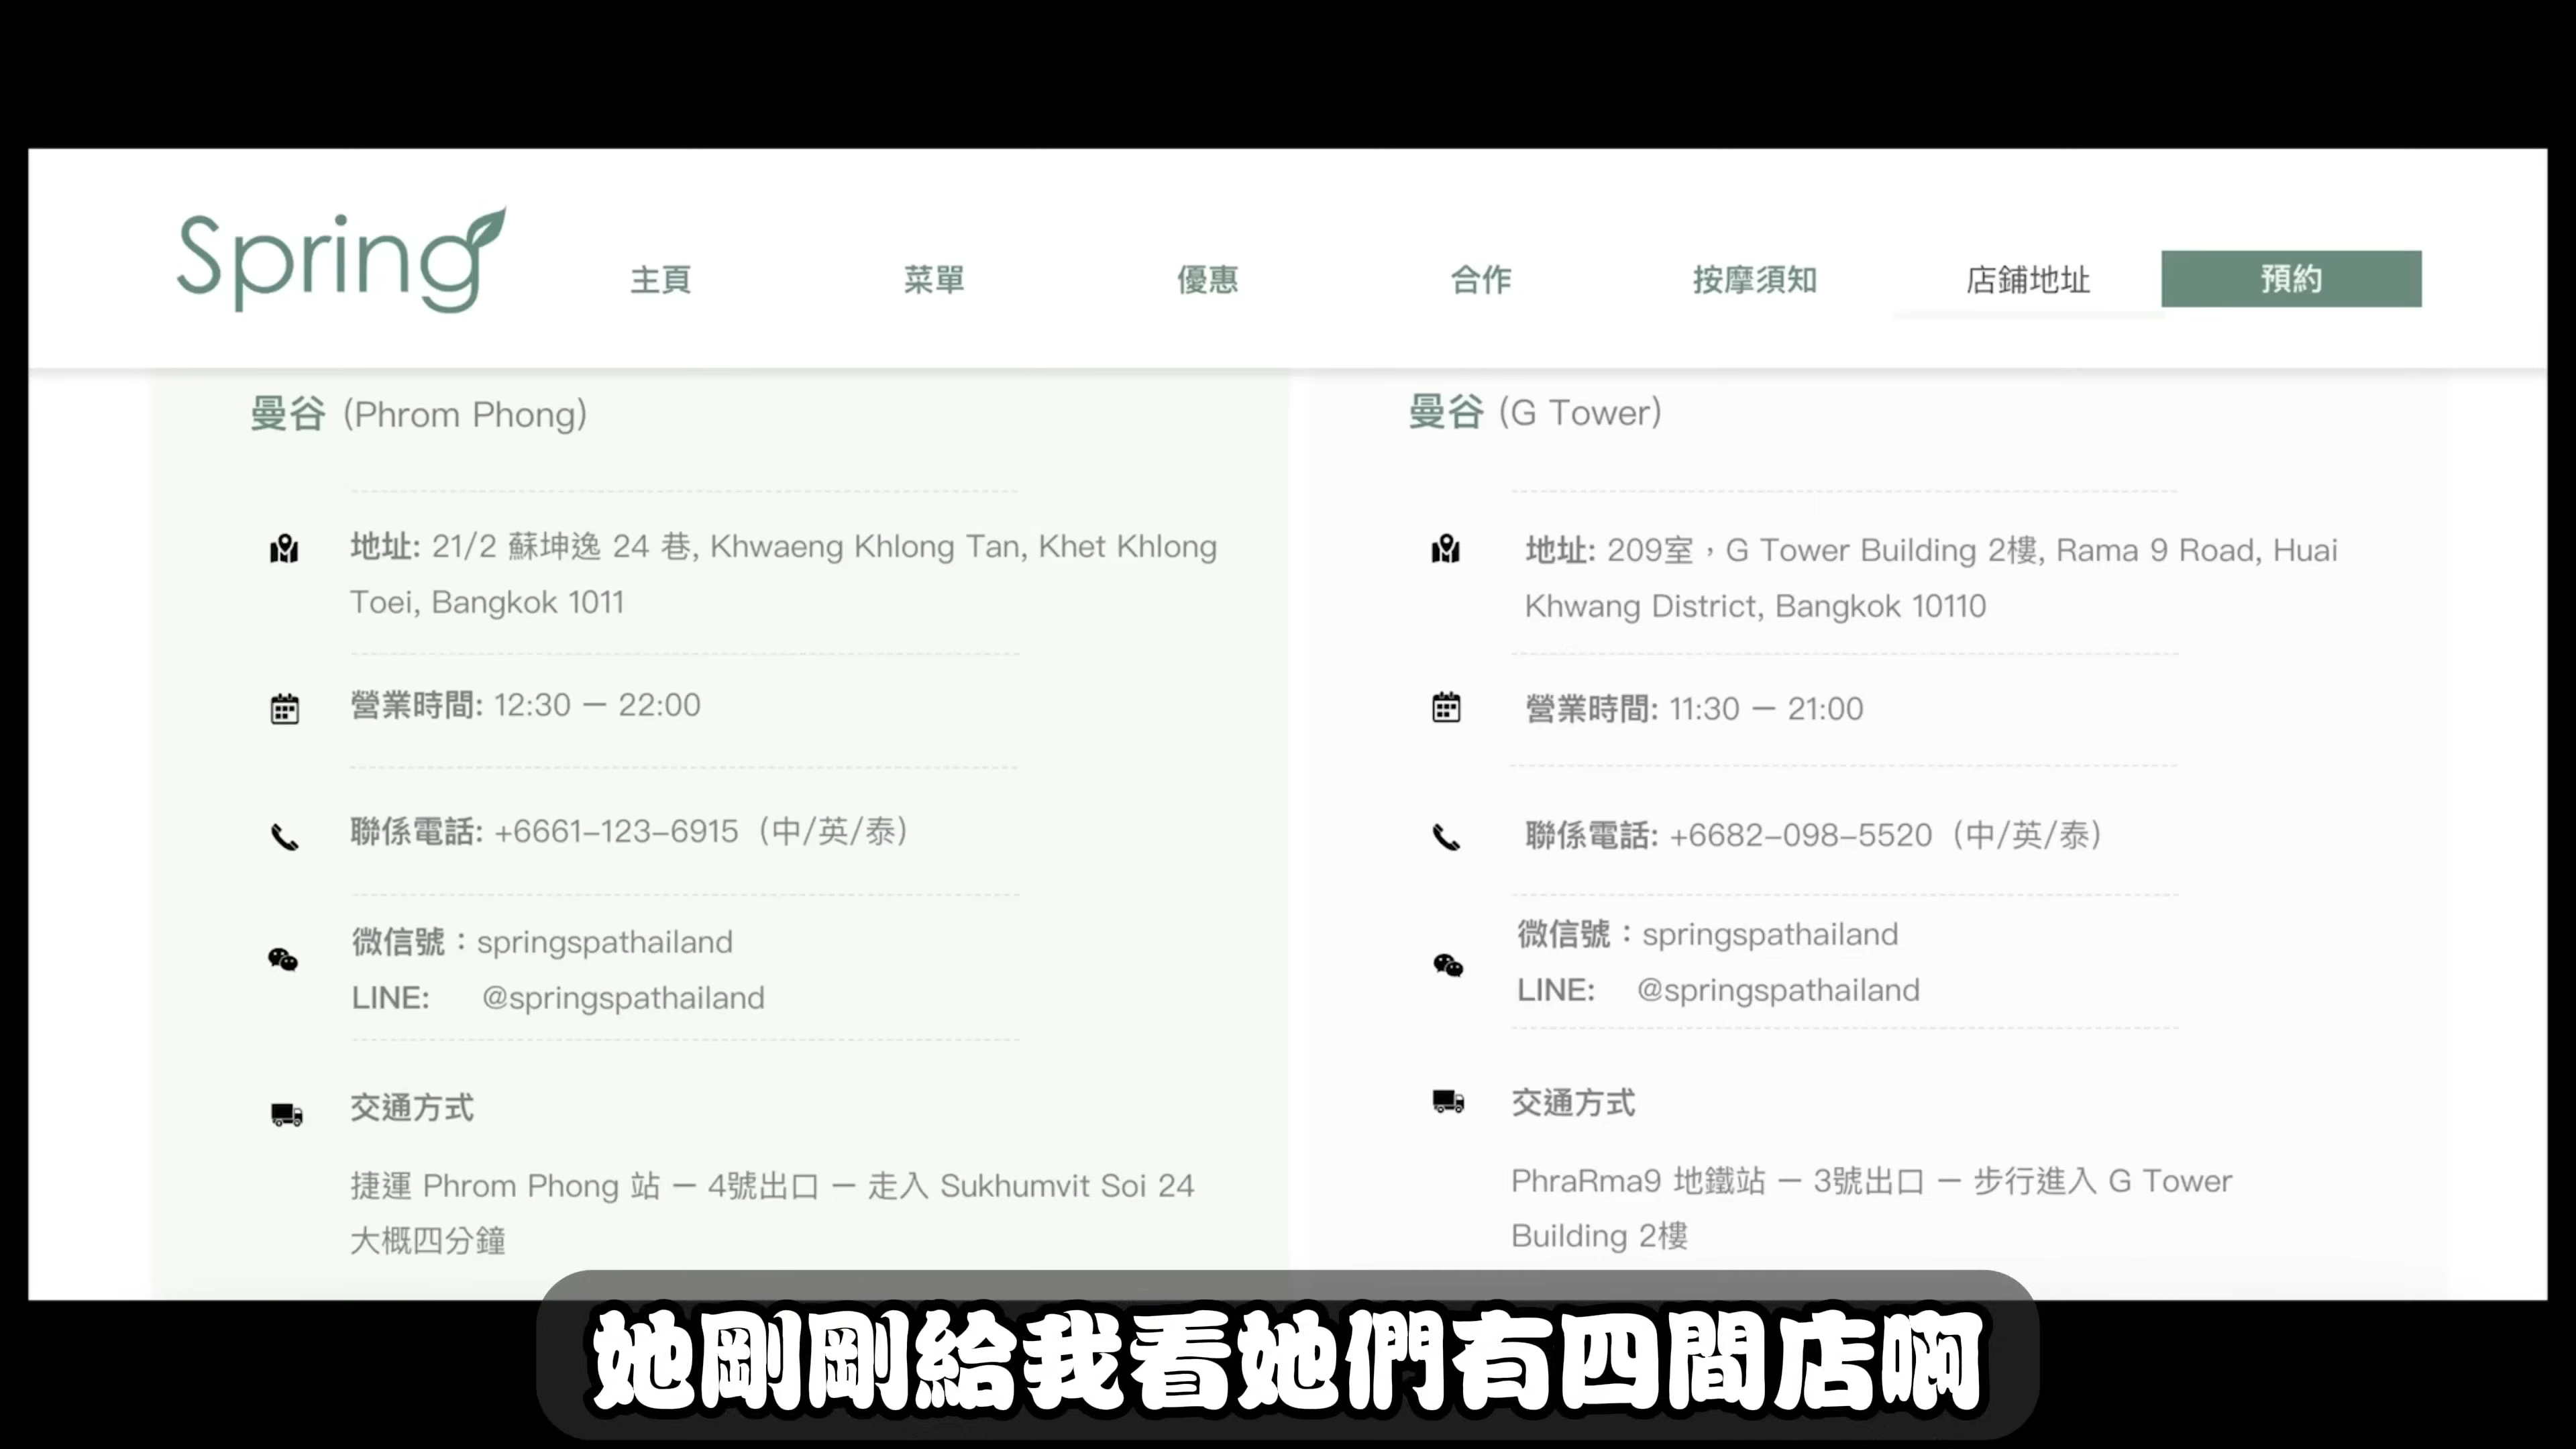 Spring
主頁
菜單
優惠
合作
按摩須知
店鋪地址
預約
曼谷 (Phrom Phong)
地址: 21/2 蘇坤逸 24 巷, Khwaeng Khlong Tan, Khet Khlong
Toei, Bangkok 1011
營業時間: 12:30 — 22:00
聯係電話: +6661-123-6915（中/英/泰）
微信號：springspathailand
LINE: @springspathailand
交通方式
捷運 Phrom Phong 站 — 4號出口 — 走入 Sukhumvit Soi 24
大概四分鐘
曼谷 (G Tower)
地址: 209室，G Tower Building 2樓, Rama 9 Road, Huai
Khwang District, Bangkok 10110
營業時間: 11:30 — 21:00
聯係電話: +6682-098-5520（中/英/泰）
微信號：springspathailand
LINE: @springspathailand
交通方式
PhraRma9 地鐵站 — 3號出口 — 步行進入 G Tower
Building 2樓
她剛剛給我看她們有四間店啊